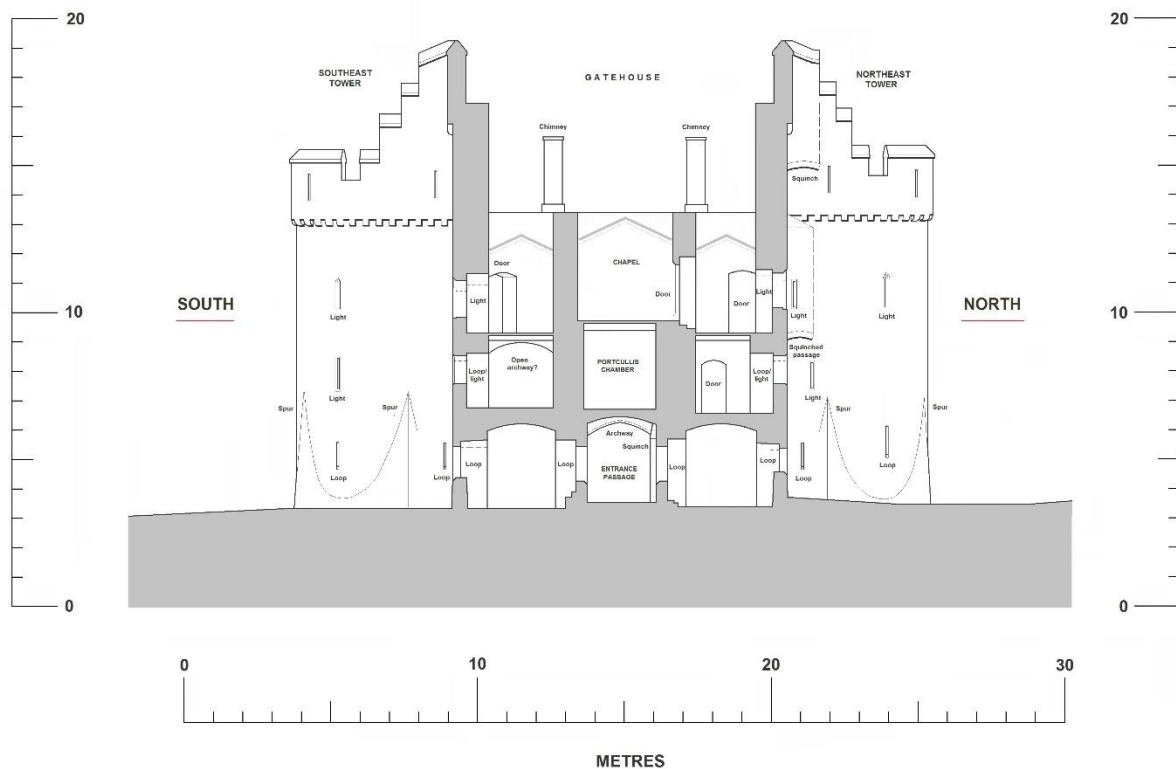 20
20
SOUTHEAST
TOWER
GATEHOUSE
NORTHEAST
TOWER
Chimney
Chimney
Squinch
Door
CHAPEL
Door
Door
Light
Light
Light
Light
Light
SOUTH
10
10
NORTH
Open
archway?
Loop/
light
PORTCULLIS
CHAMBER
Door
Loop/
light
Squinched
passage
Light
Light
Spur
Spur
Spur
Spur
Archway
Squinch
ENTRANCE
PASSAGE
Loop
Loop
Loop
Loop
Loop
Loop
Loop
Loop
0
0
0
10
20
30
METRES